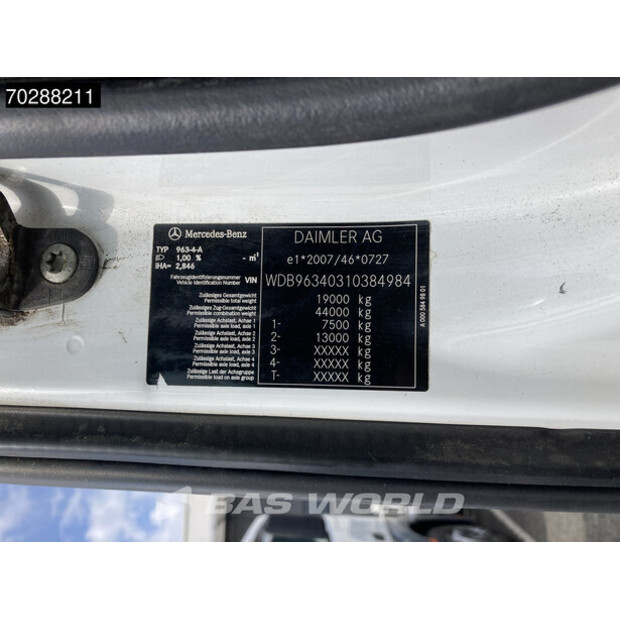 70288211
Mercedes-Benz
DAIMLER AG
TYP 963-4-A
1,00 % - m¹
IHA= 2,846
e1*2007/46*0727
Fahrzeugidentifizierungsnummer
Vehicle Identification Number VIN
WDB96340310384984
Zulässiges Gesamtgewicht
Permissible total weight
19000 kg
Zulässiges Zug-Gesamtgewicht
Permissible combination weight
44000 kg
Zulässige Achslast, Achse 1
Permissible axle load, axle 1
1- 7500 kg
Zulässige Achslast, Achse 2
Permissible axle load, axle 2
2- 13000 kg
Zulässige Achslast, Achse 3
Permissible axle load, axle 3
3- XXXXX kg
Zulässige Achslast, Achse 4
Permissible axle load, axle 4
4- XXXXX kg
Zulässige Last der Achsgruppe
Permissible load on axle group
T- XXXXX kg
A 000 584 98 01
BAS WORLD